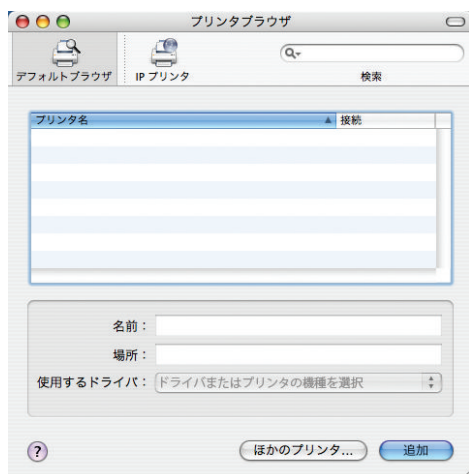 プリンタブラウザ
デフォルトブラウザ
IP プリンタ
検索
プリンタ名
接続
名前：
場所：
使用するドライバ：
ドライバまたはプリンタの機種を選択
?
ほかのプリンタ...
追加